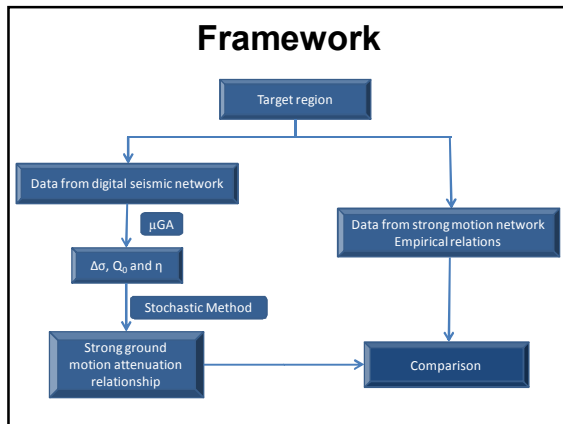 Framework
Target region
Data from digital seismic network
μGA
Data from strong motion network
Empirical relations
Δσ, Q₀ and η
Stochastic Method
Strong ground
motion attenuation
relationship
Comparison